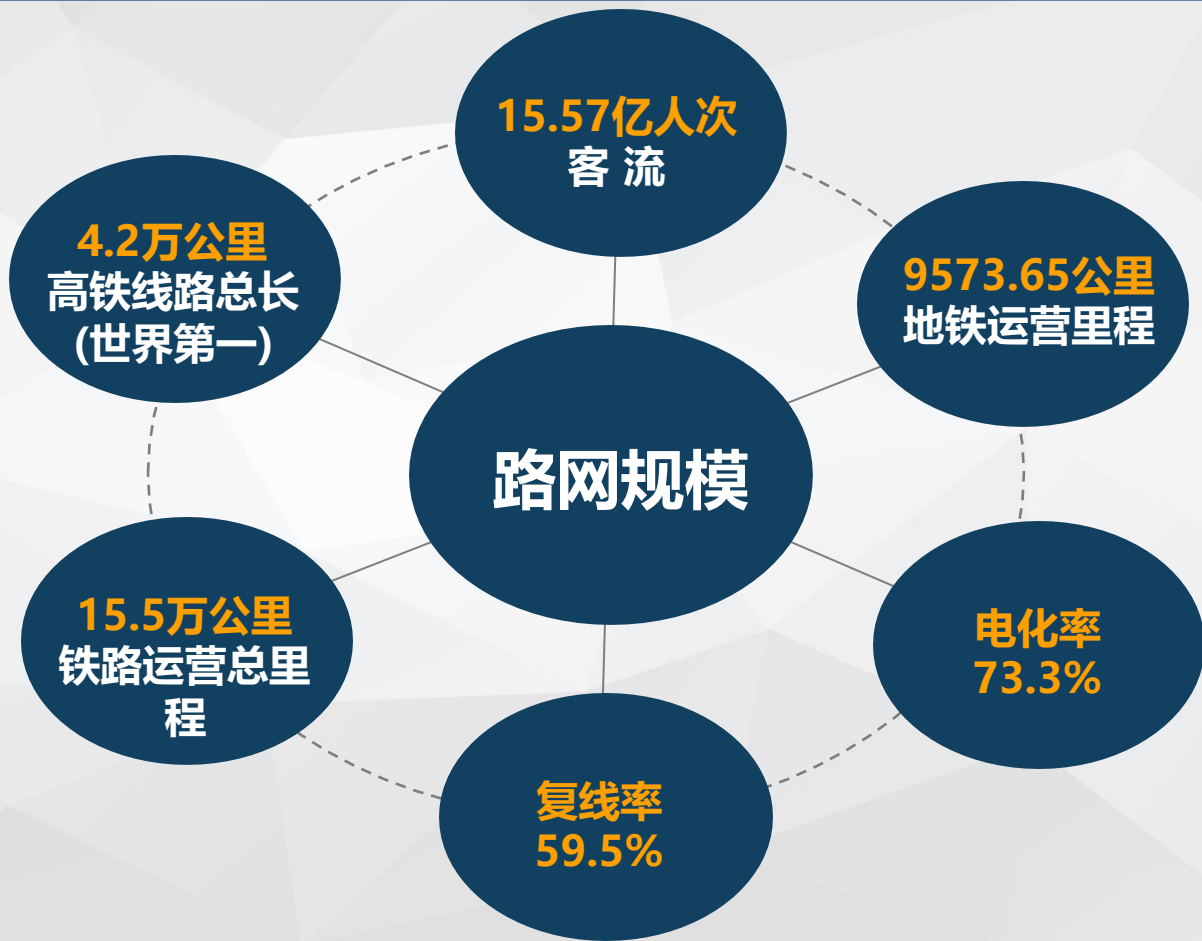 15.57亿人次
客 流
4.2万公里
高铁线路总长
(世界第一)
9573.65公里
地铁运营里程
路网规模
15.5万公里
铁路运营总里
程
电化率
73.3%
复线率
59.5%